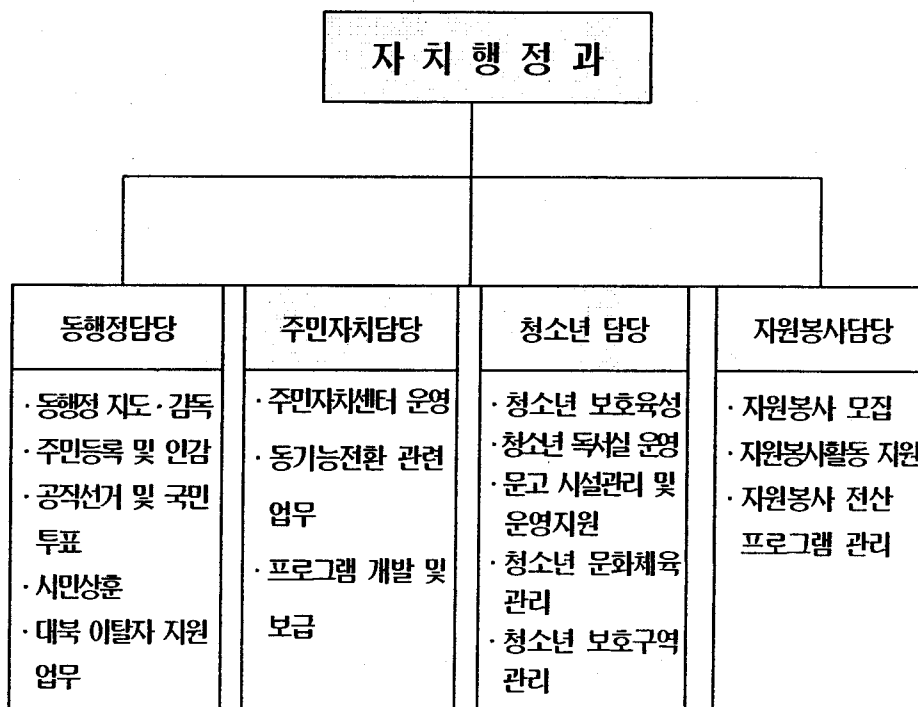 자 치 행 정 과
동행정담당
· 동행정 지도 · 감독
· 주민등록 및 인감
· 공직선거 및 국민
투표
· 시민상훈
· 대북 이탈자 지원
업무
주민자치담당
· 주민자치센터 운영
· 동기능전환 관련
업무
· 프로그램 개발 및
보급
청소년 담당
· 청소년 보호육성
· 청소년 독서실 운영
· 문고 시설관리 및
운영지원
· 청소년 문화체육
관리
· 청소년 보호구역
관리
자원봉사담당
· 자원봉사 모집
· 자원봉사활동 지원
· 자원봉사 전산
프로그램 관리